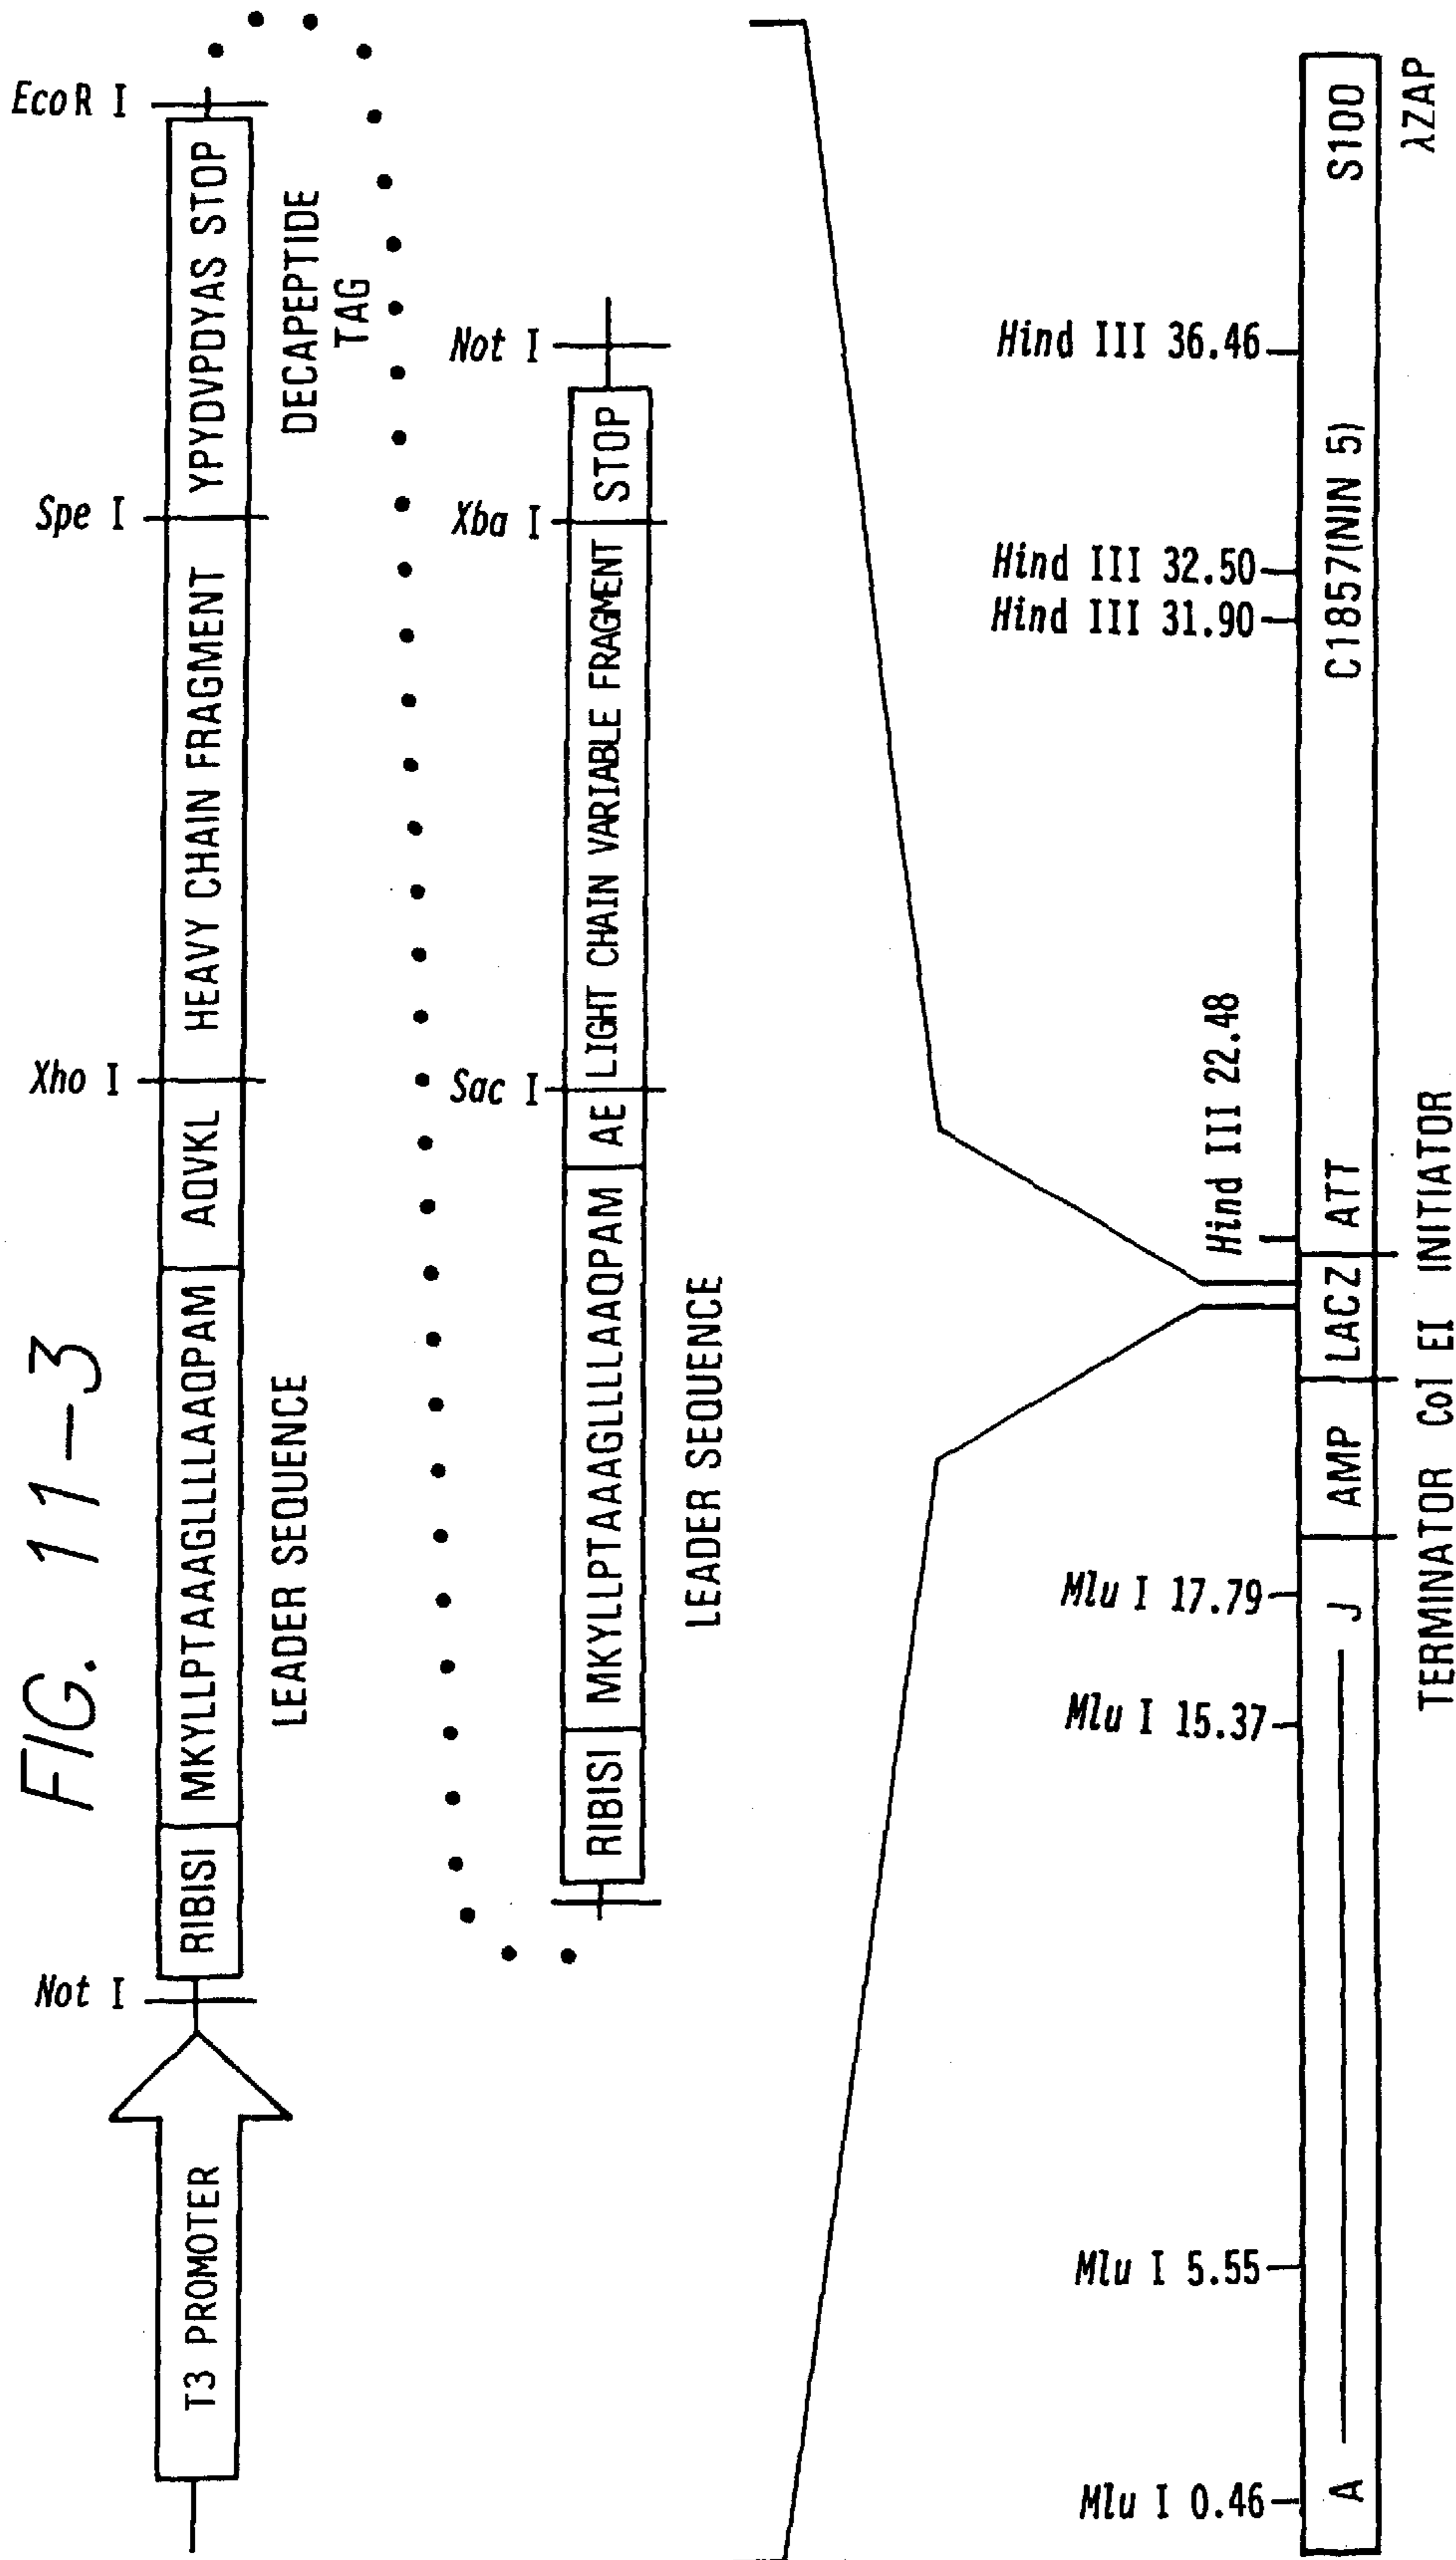 FIG. 11-3
Not I
Xho I
Spe I
EcoR I
T3 PROMOTER
RIBISI
MKYLLPTAAAGLLLLAAQPAM
AQVKL
HEAVY CHAIN FRAGMENT
YPYDVPDYAS STOP
LEADER SEQUENCE
DECAPEPTIDE
TAG
Sac I
Xba I
Not I
RIBISI
MKYLLPTAAAGLLLLAAQPAM
AE
LIGHT CHAIN VARIABLE FRAGMENT
STOP
LEADER SEQUENCE
Mlu I 0.46
Mlu I 5.55
Mlu I 15.37
Mlu I 17.79
Hind III 22.48
Hind III 31.90
Hind III 32.50
Hind III 36.46
A
J
AMP
LACZ
ATT
C1857(NIN 5)
S100
TERMINATOR Col EI INITIATOR
λZAP